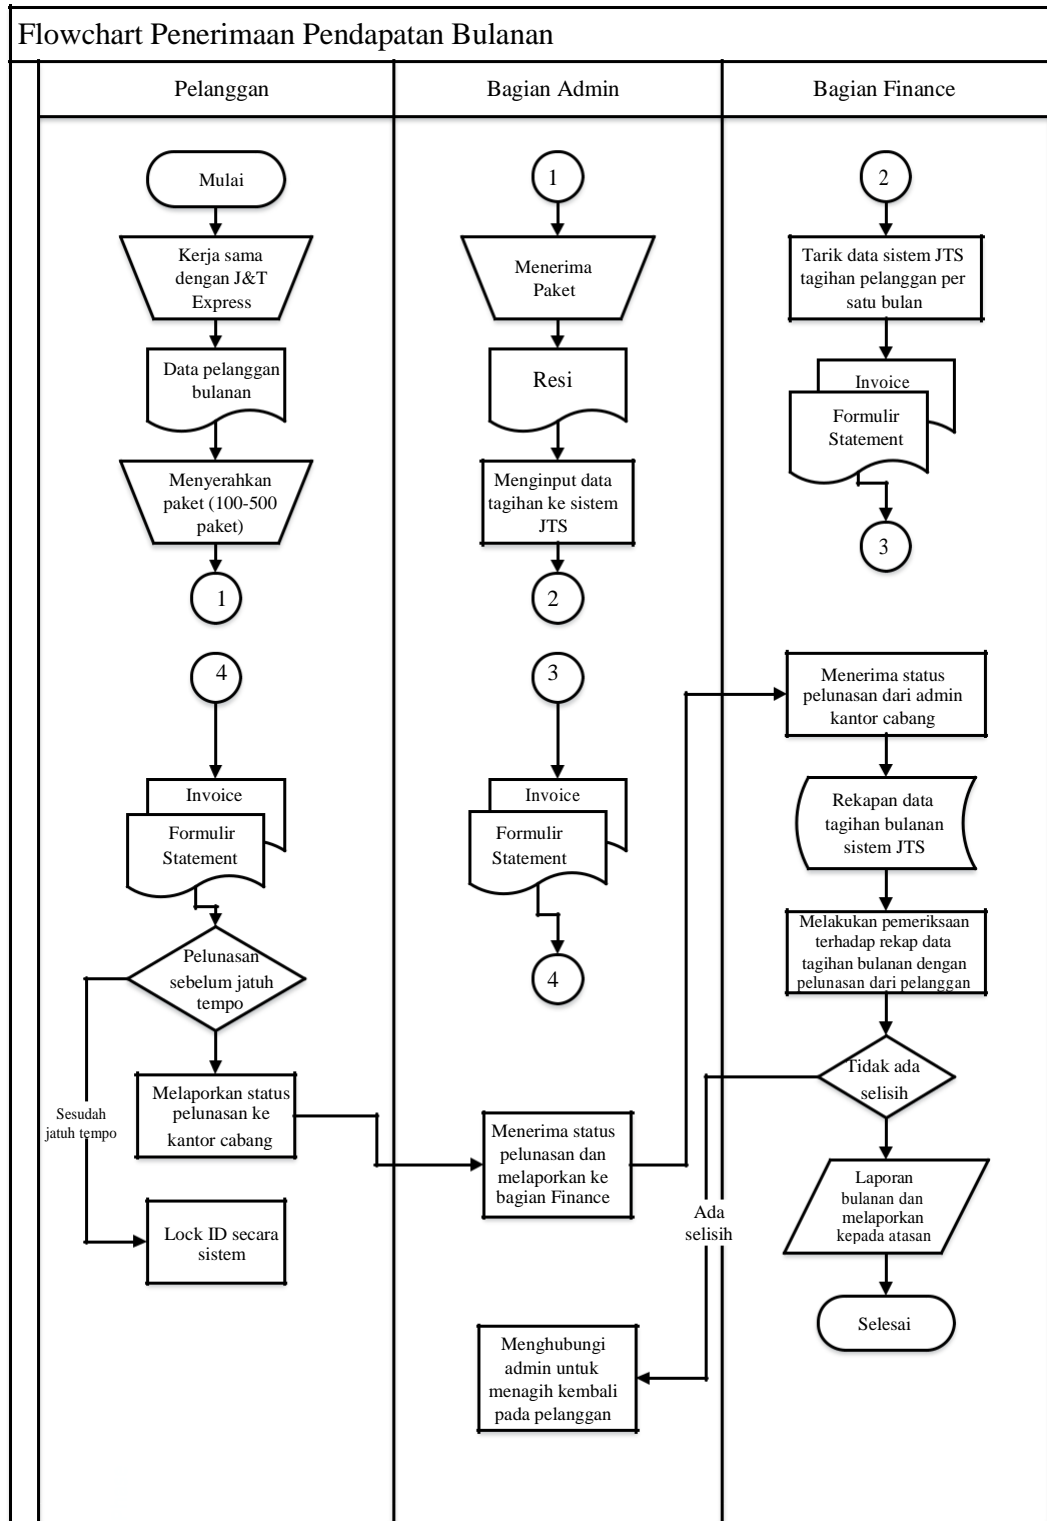 Flowchart Penerimaan Pendapatan Bulanan
Pelanggan
Bagian Admin
Bagian Finance
Mulai
Kerja sama
dengan J&T
Express
Data pelanggan
bulanan
Menyerahkan
paket (100-500
paket)
1
4
Invoice
Formulir
Statement
Pelunasan
sebelum jatuh
tempo
Sesudah
jatuh tempo
Melaporkan status
pelunasan ke
kantor cabang
Lock ID secara
sistem
1
Menerima
Paket
Resi
Menginput data
tagihan ke sistem
JTS
2
3
Invoice
Formulir
Statement
4
Menerima status
pelunasan dan
melaporkan ke
bagian Finance
Menghubungi
admin untuk
menagih kembali
pada pelanggan
2
Tarik data sistem JTS
tagihan pelanggan per
satu bulan
Invoice
Formulir
Statement
3
Menerima status
pelunasan dari admin
kantor cabang
Rekapan data
tagihan bulanan
sistem JTS
Melakukan pemeriksaan
terhadap rekap data
tagihan bulanan dengan
pelunasan dari pelanggan
Tidak ada
selisih
Ada
selisih
Laporan
bulanan dan
melaporkan
kepada atasan
Selesai